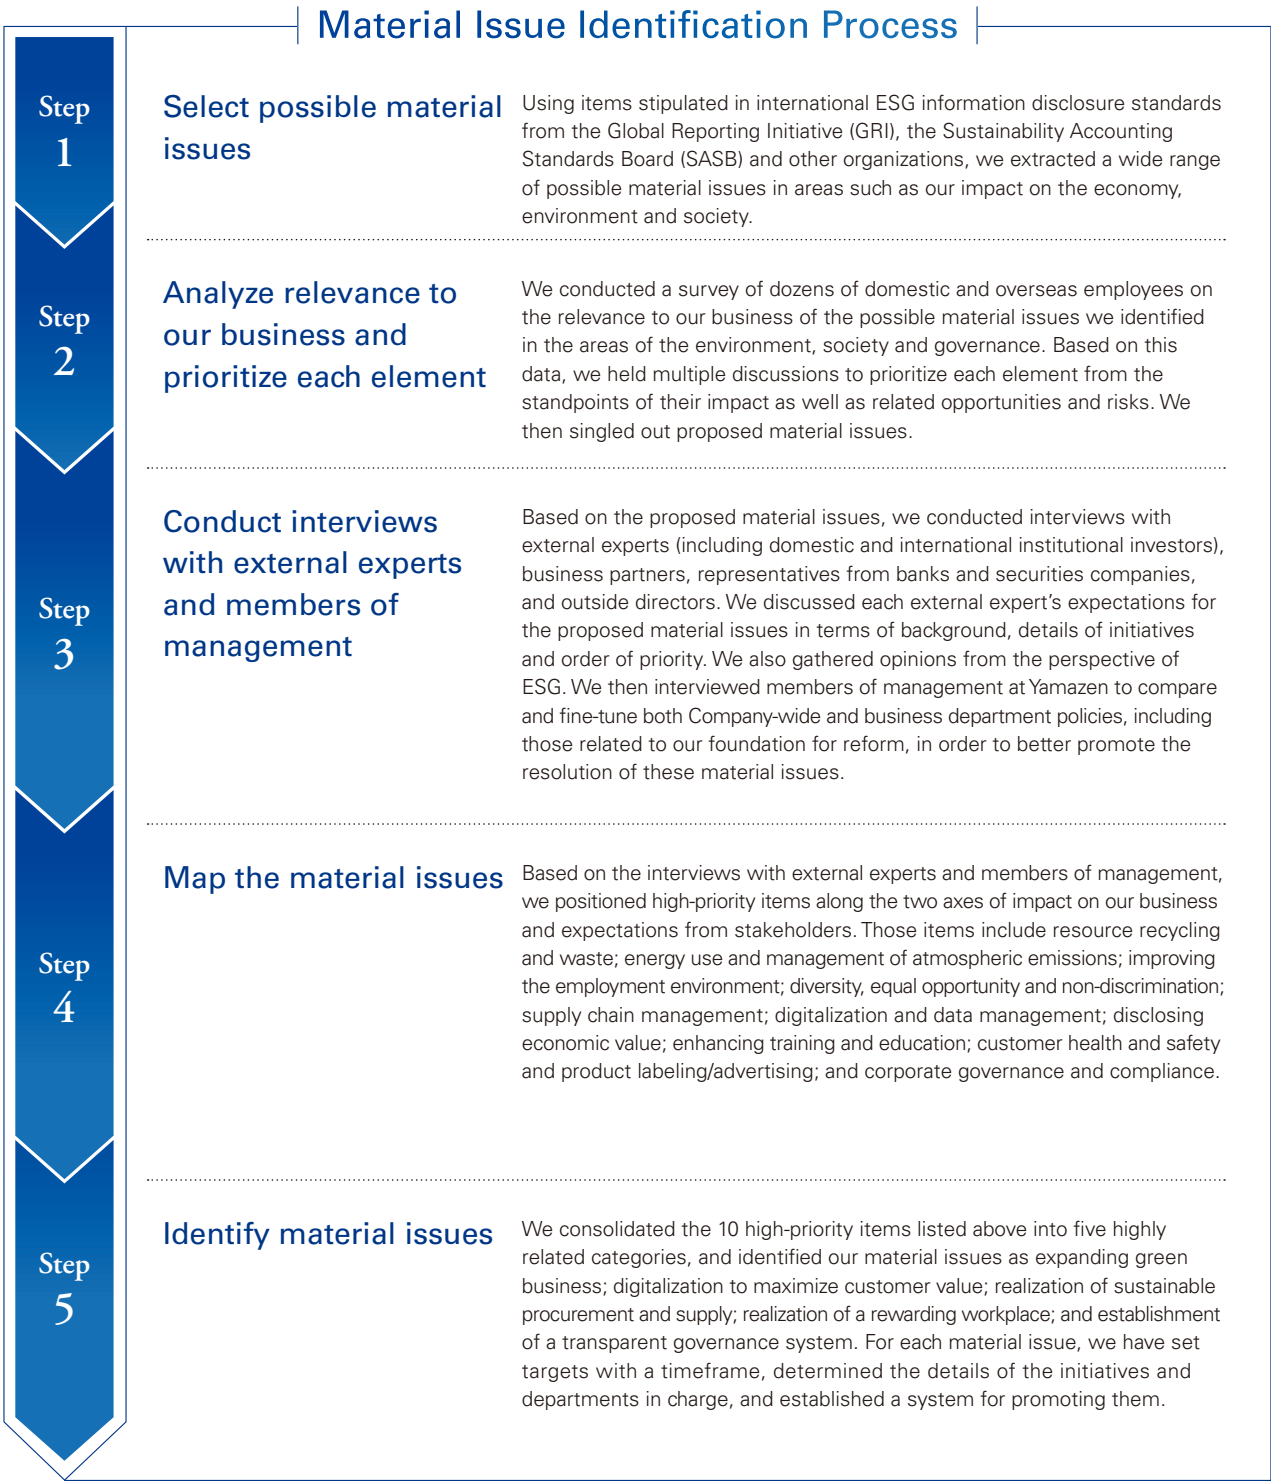 Material Issue Identification Process
Step
1
Select possible material
issues
Using items stipulated in international ESG information disclosure standards
from the Global Reporting Initiative (GRI), the Sustainability Accounting
Standards Board (SASB) and other organizations, we extracted a wide range
of possible material issues in areas such as our impact on the economy,
environment and society.
Step
2
Analyze relevance to
our business and
prioritize each element
We conducted a survey of dozens of domestic and overseas employees on
the relevance to our business of the possible material issues we identified
in the areas of the environment, society and governance. Based on this
data, we held multiple discussions to prioritize each element from the
standpoints of their impact as well as related opportunities and risks. We
then singled out proposed material issues.
Step
3
Conduct interviews
with external experts
and members of
management
Based on the proposed material issues, we conducted interviews with
external experts (including domestic and international institutional investors),
business partners, representatives from banks and securities companies,
and outside directors. We discussed each external expert's expectations for
the proposed material issues in terms of background, details of initiatives
and order of priority. We also gathered opinions from the perspective of
ESG. We then interviewed members of management at Yamazen to compare
and fine-tune both Company-wide and business department policies, including
those related to our foundation for reform, in order to better promote the
resolution of these material issues.
Step
4
Map the material issues
Based on the interviews with external experts and members of management,
we positioned high-priority items along the two axes of impact on our business
and expectations from stakeholders. Those items include resource recycling
and waste; energy use and management of atmospheric emissions; improving
the employment environment; diversity, equal opportunity and non-discrimination;
supply chain management; digitalization and data management; disclosing
economic value; enhancing training and education; customer health and safety
and product labeling/advertising; and corporate governance and compliance.
Step
5
Identify material issues
We consolidated the 10 high-priority items listed above into five highly
related categories, and identified our material issues as expanding green
business; digitalization to maximize customer value; realization of sustainable
procurement and supply; realization of a rewarding workplace; and establishment
of a transparent governance system. For each material issue, we have set
targets with a timeframe, determined the details of the initiatives and
departments in charge, and established a system for promoting them.